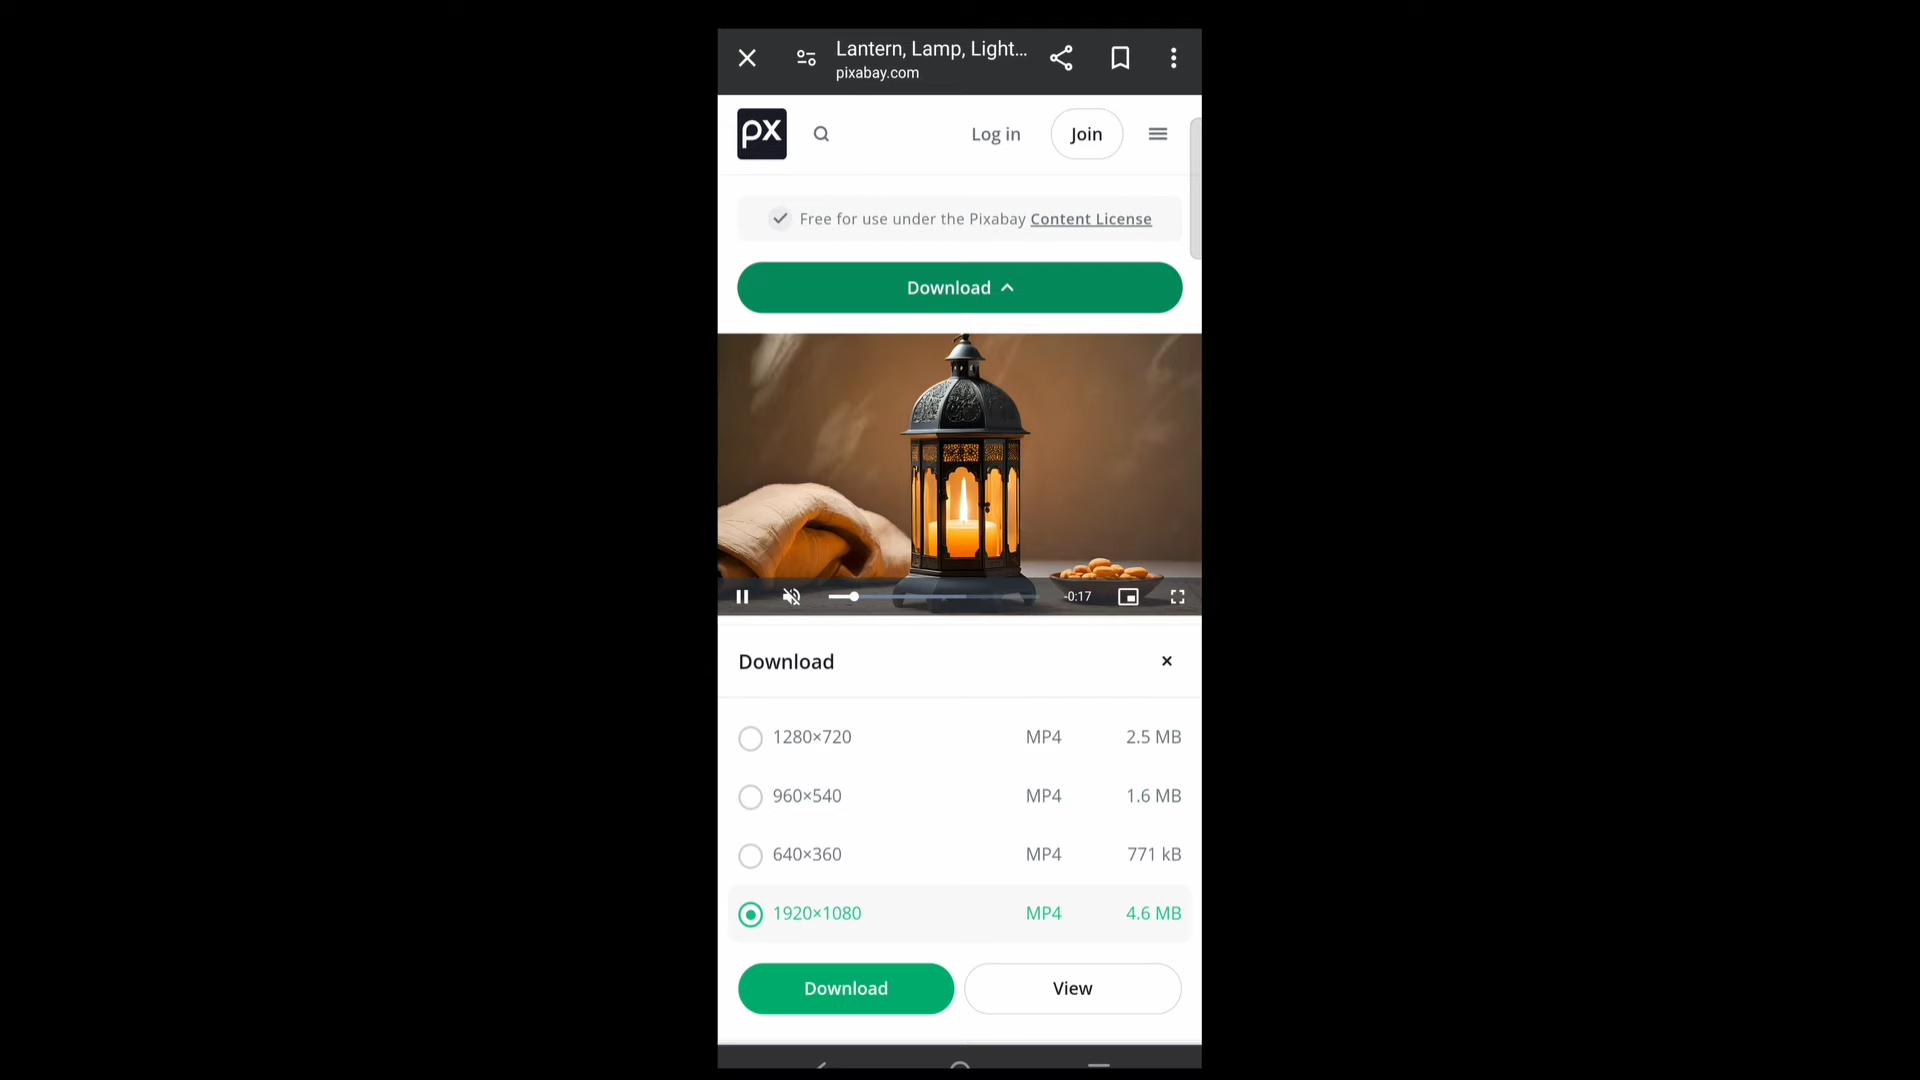 Lantern, Lamp, Light...
pixabay.com
px
Log in
Join
Free for use under the Pixabay Content License
Download
-0:17
Download
1280×720 MP4 2.5 MB
960×540 MP4 1.6 MB
640×360 MP4 771 kB
1920×1080 MP4 4.6 MB
Download
View